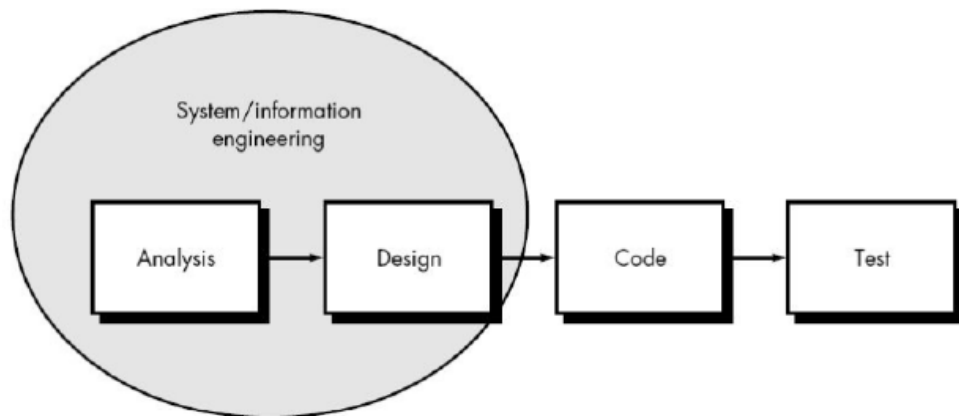 System/information
engineering
Analysis
Design
Code
Test